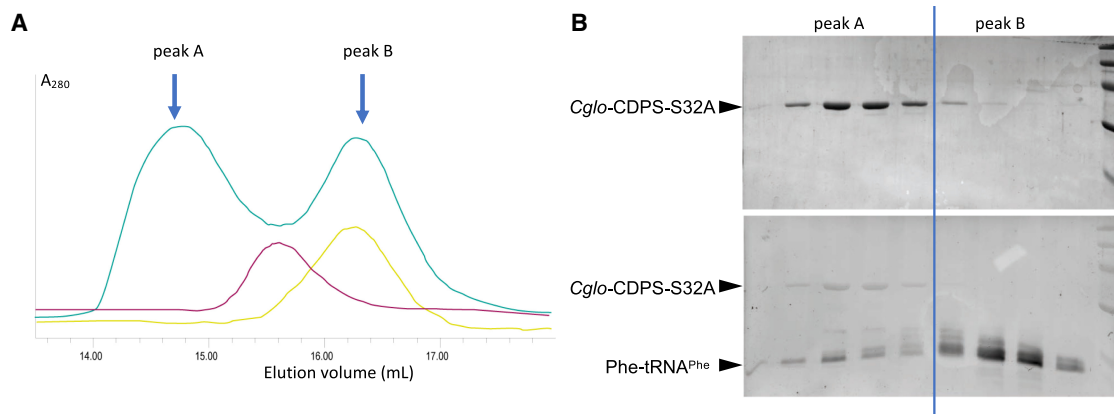 A
peak A
peak B
A280
14.00
15.00
16.00
17.00
Elution volume (mL)
B
peak A
peak B
Cglo-CDPS-S32A
Cglo-CDPS-S32A
Phe-tRNAPhe